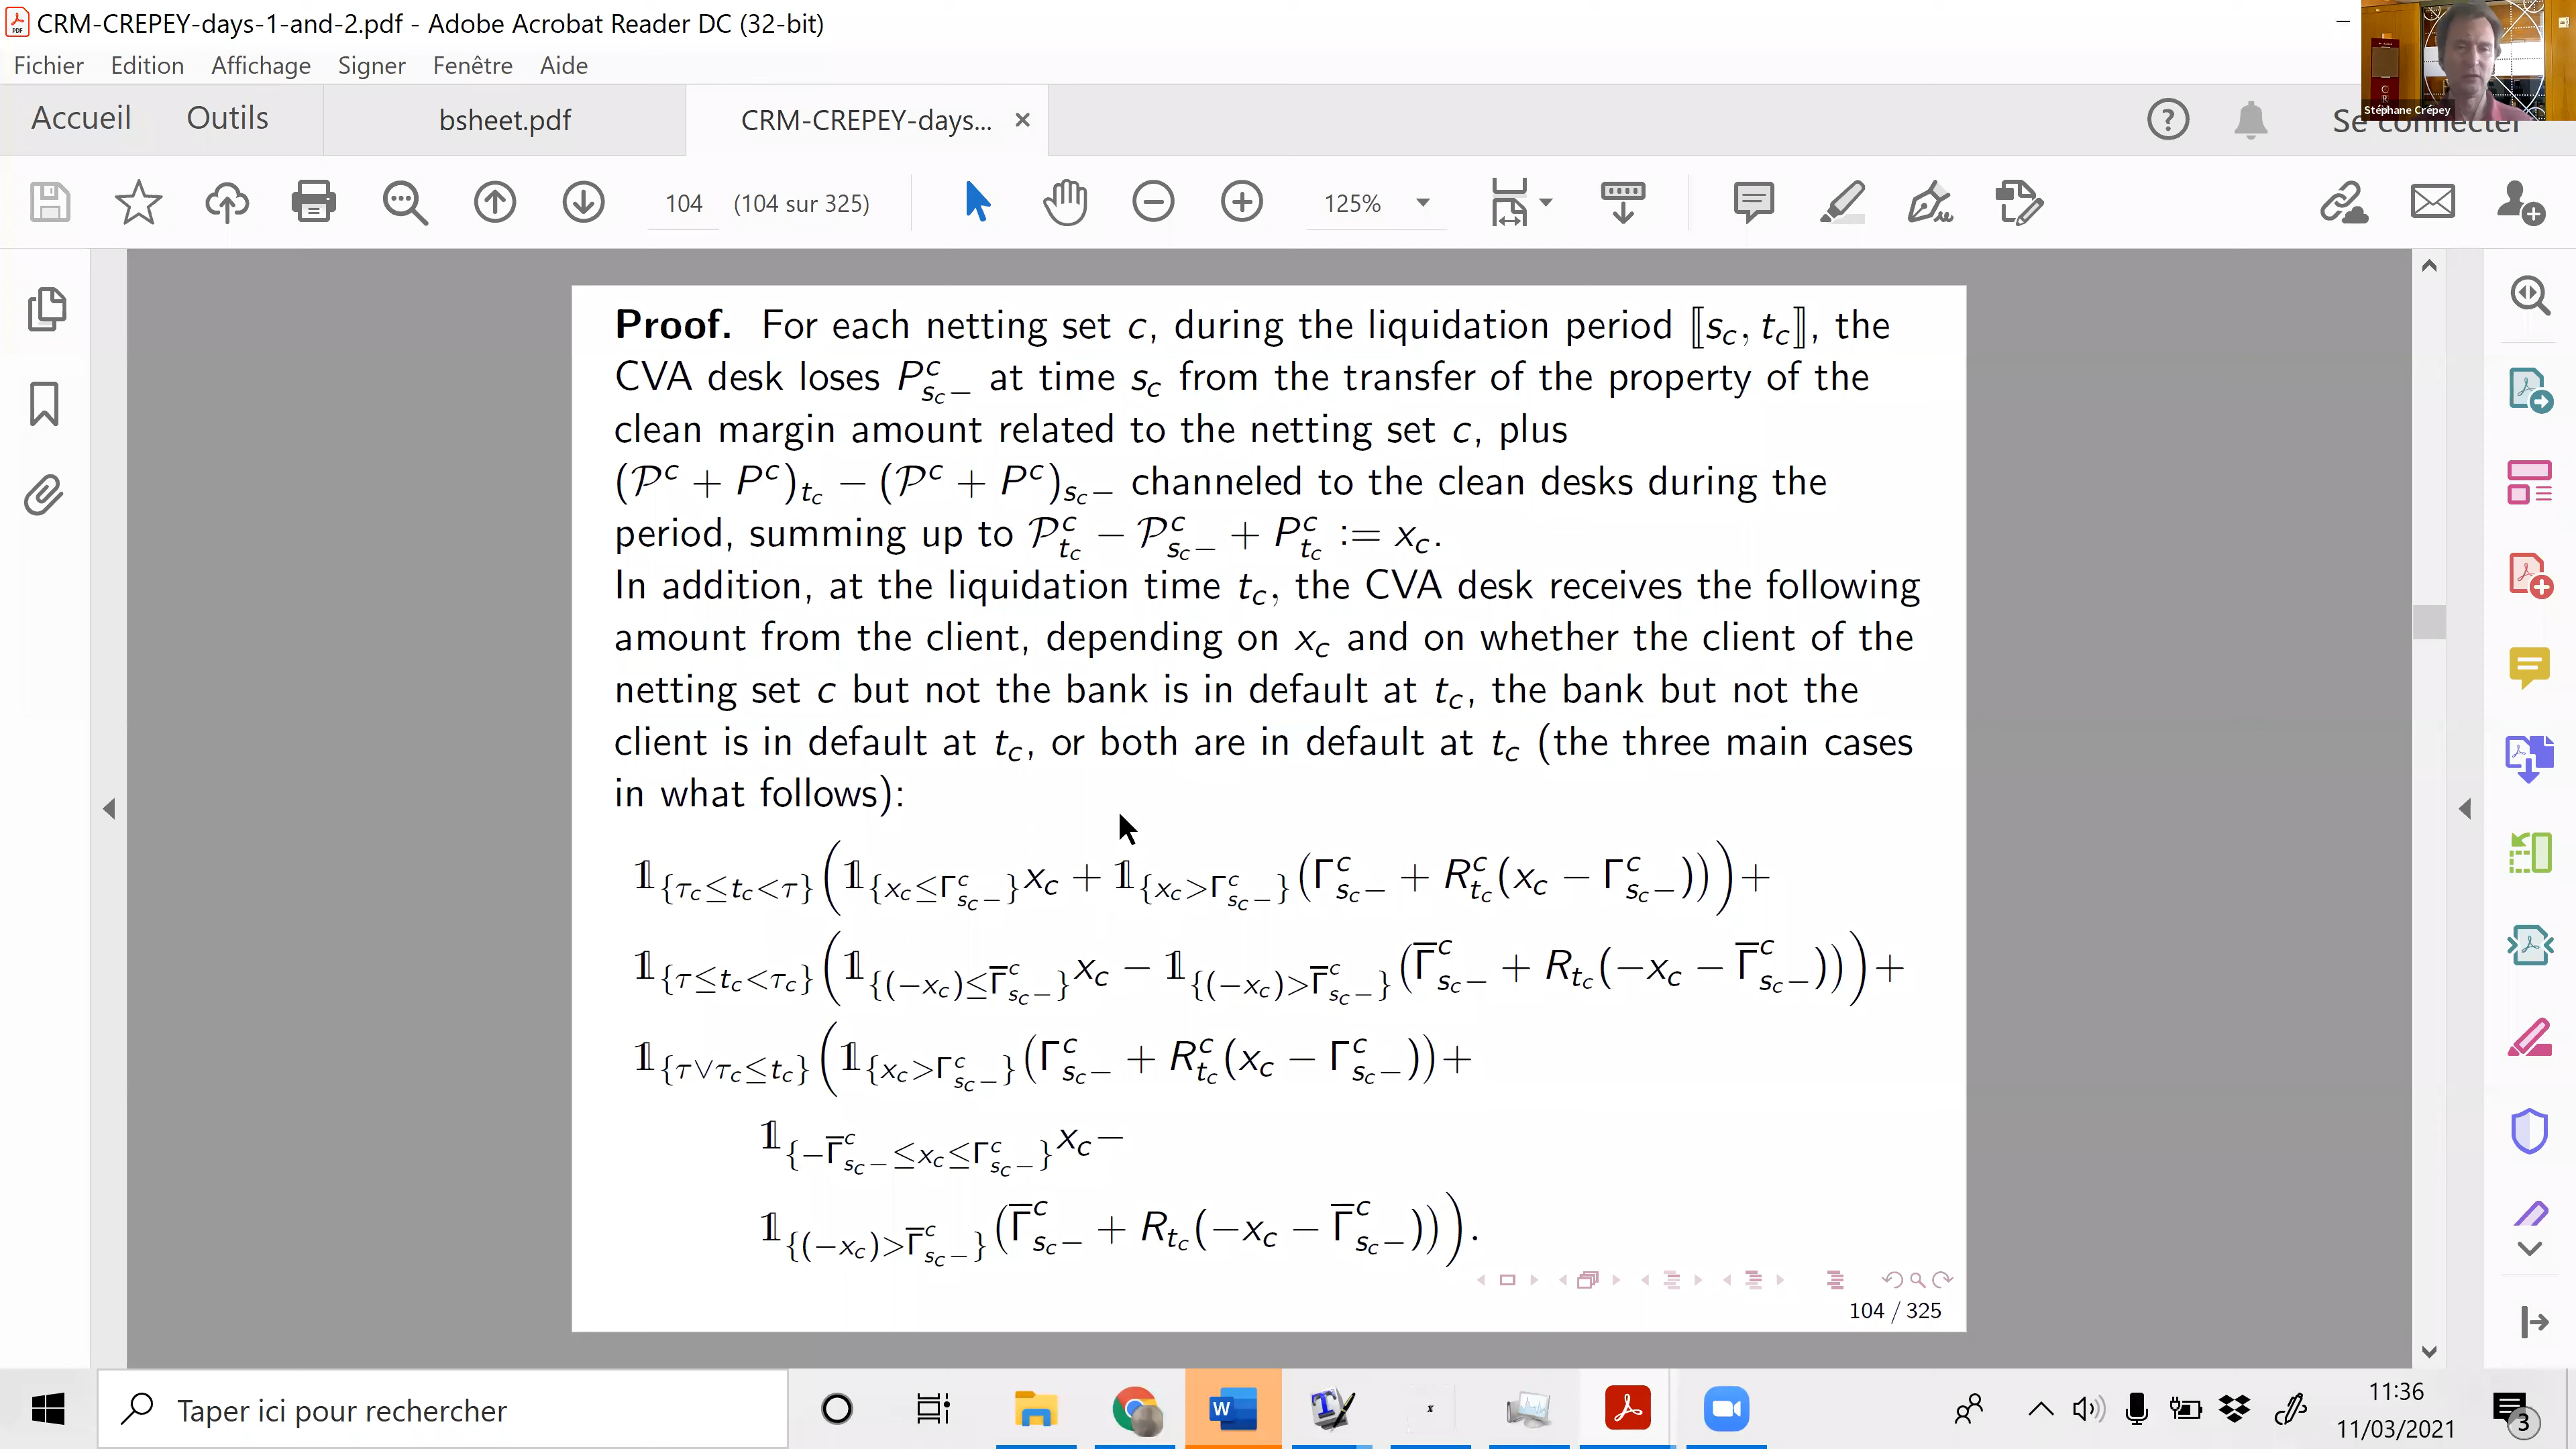 CRM-CREPEY-days-1-and-2.pdf - Adobe Acrobat Reader DC (32-bit)
Fichier Edition Affichage Signer Fenêtre Aide
Accueil Outils bsheet.pdf CRM-CREPEY-days... × Se connecter
Stéphane Crépey
104 (104 sur 325) 125%
Proof. For each netting set c, during the liquidation period ⟦s_c, t_c⟧, the
CVA desk loses P^c_{s_c−} at time s_c from the transfer of the property of the
clean margin amount related to the netting set c, plus
(𝒫^c + P^c)_{t_c} − (𝒫^c + P^c)_{s_c−} channeled to the clean desks during the
period, summing up to 𝒫^c_{t_c} − 𝒫^c_{s_c−} + P^c_{t_c} := x_c.
In addition, at the liquidation time t_c, the CVA desk receives the following
amount from the client, depending on x_c and on whether the client of the
netting set c but not the bank is in default at t_c, the bank but not the
client is in default at t_c, or both are in default at t_c (the three main cases
in what follows):
𝟙_{τ_c≤t_c<τ}(𝟙_{x_c≤Γ^c_{s_c−}} x_c + 𝟙_{x_c>Γ^c_{s_c−}}(Γ^c_{s_c−} + R^c_{t_c}(x_c − Γ^c_{s_c−})))+
𝟙_{τ≤t_c<τ_c}(𝟙_{(−x_c)≤Γ̅^c_{s_c−}} x_c − 𝟙_{(−x_c)>Γ̅^c_{s_c−}}(Γ̅^c_{s_c−} + R_{t_c}(−x_c − Γ̅^c_{s_c−})))+
𝟙_{τ∨τ_c≤t_c}(𝟙_{x_c>Γ^c_{s_c−}}(Γ^c_{s_c−} + R^c_{t_c}(x_c − Γ^c_{s_c−}))+
𝟙_{−Γ̅^c_{s_c−}≤x_c≤Γ^c_{s_c−}} x_c−
𝟙_{(−x_c)>Γ̅^c_{s_c−}}(Γ̅^c_{s_c−} + R_{t_c}(−x_c − Γ̅^c_{s_c−}))).
104 / 325
Taper ici pour rechercher
11:36
11/03/2021
3